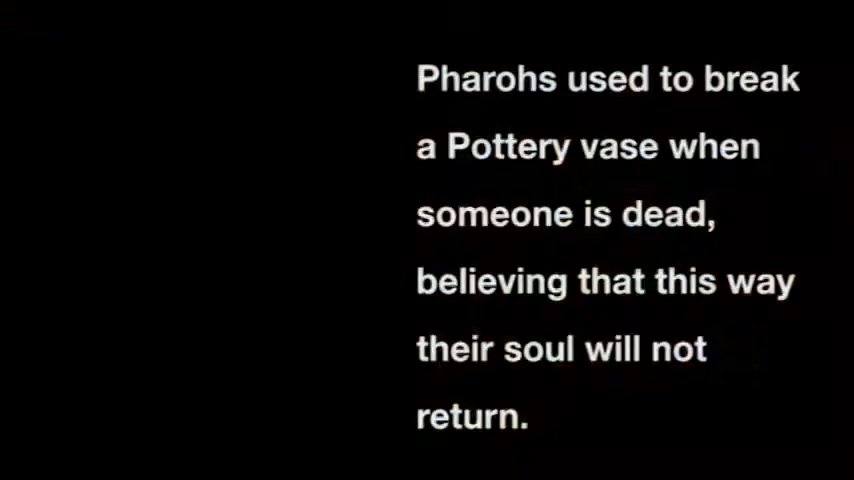 Pharohs used to break
a Pottery vase when
someone is dead,
believing that this way
their soul will not
return.